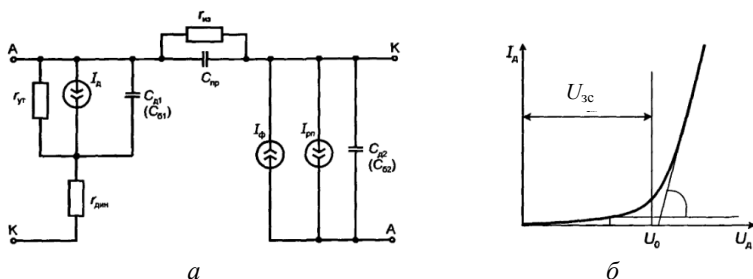 r_из
A
K
I_д
I_д
C_пр
U_зс
r_ут
C_д1
(C_б1)
I_ф
I_рп
C_д2
(C_б2)
r_дин
K
A
U_0
U_д
а
б